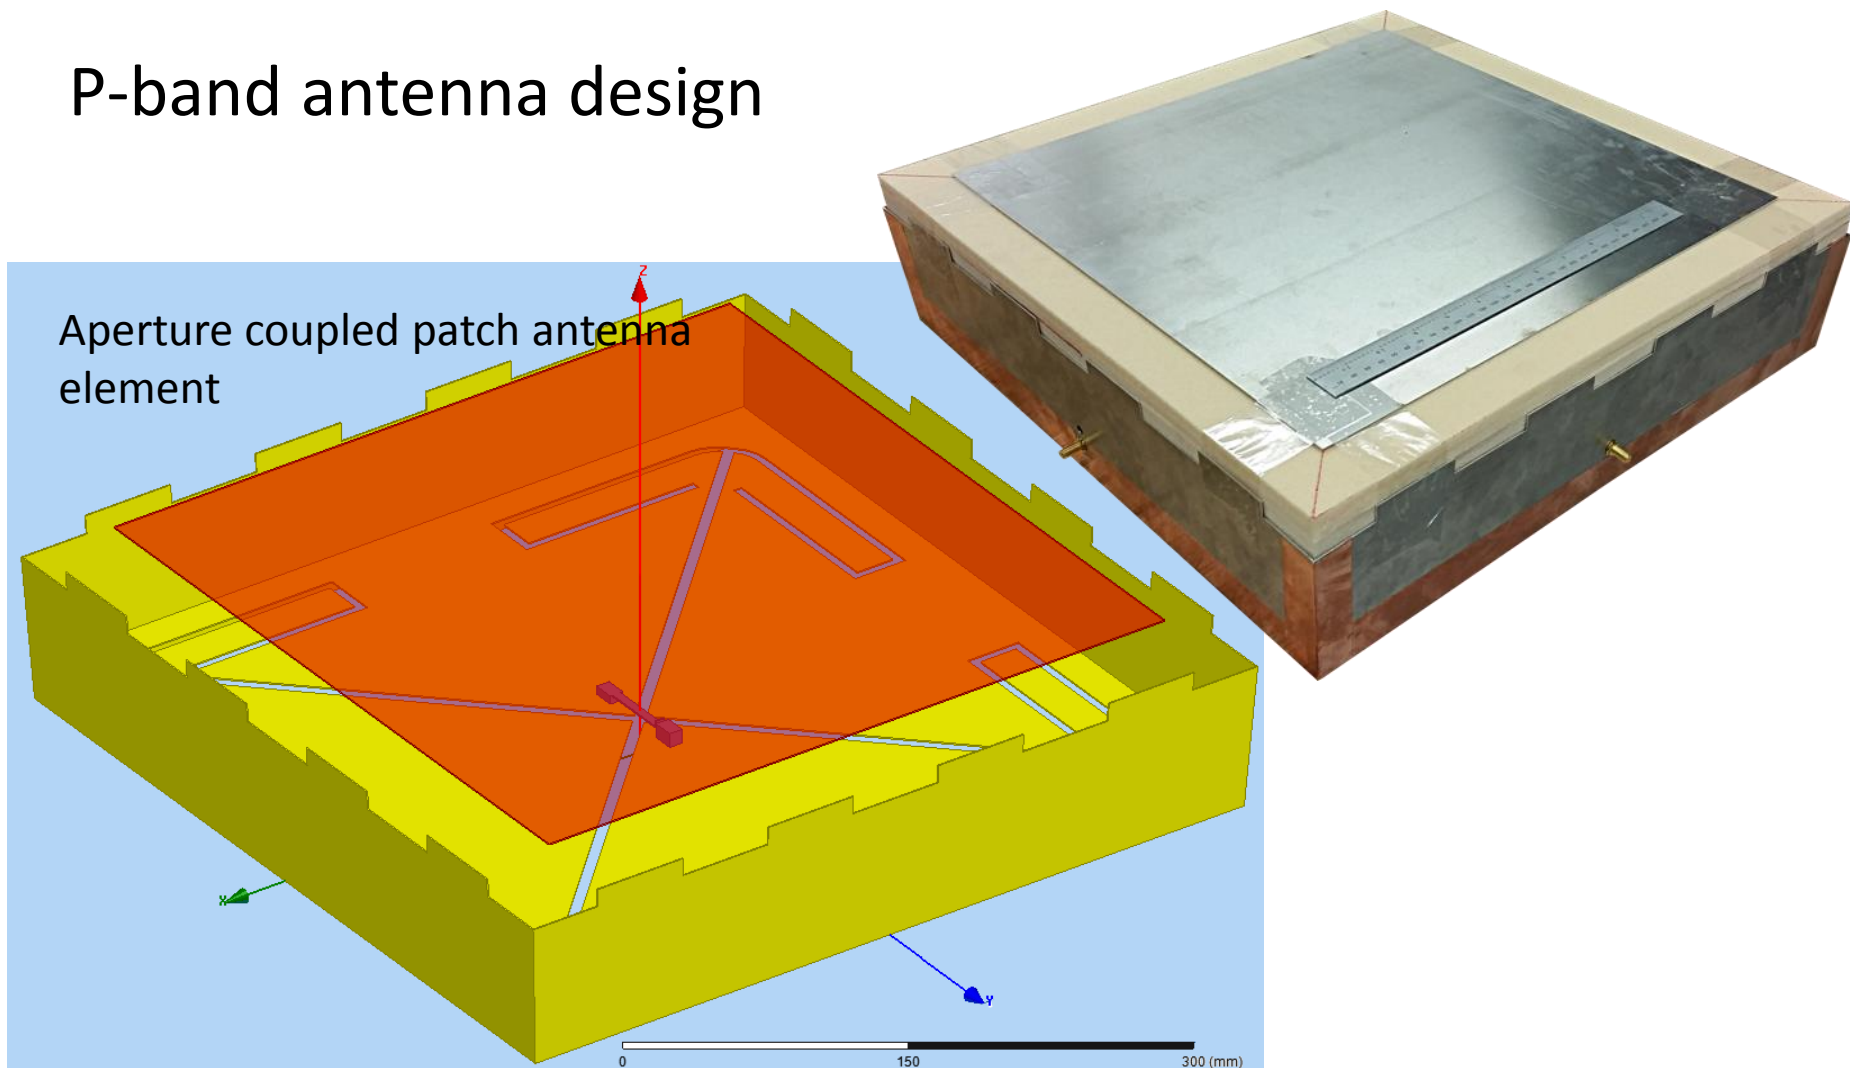 P-band antenna design
Aperture coupled patch antenna
element
Z
X
Y
0 150 300 (mm)